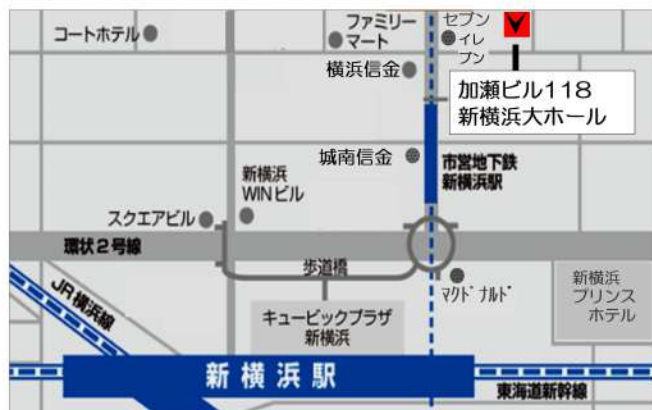 コートホテル
ファミリー
マート
セブン
イレ
ブン
横浜信金
加瀬ビル118
新横浜大ホール
城南信金
市営地下鉄
新横浜駅
新横浜
WINビル
スクエアビル
環状2号線
歩道橋
マクドナルド
新横浜
プリンス
ホテル
JR横浜線
キュービックプラザ
新横浜
新横浜駅
東海道新幹線